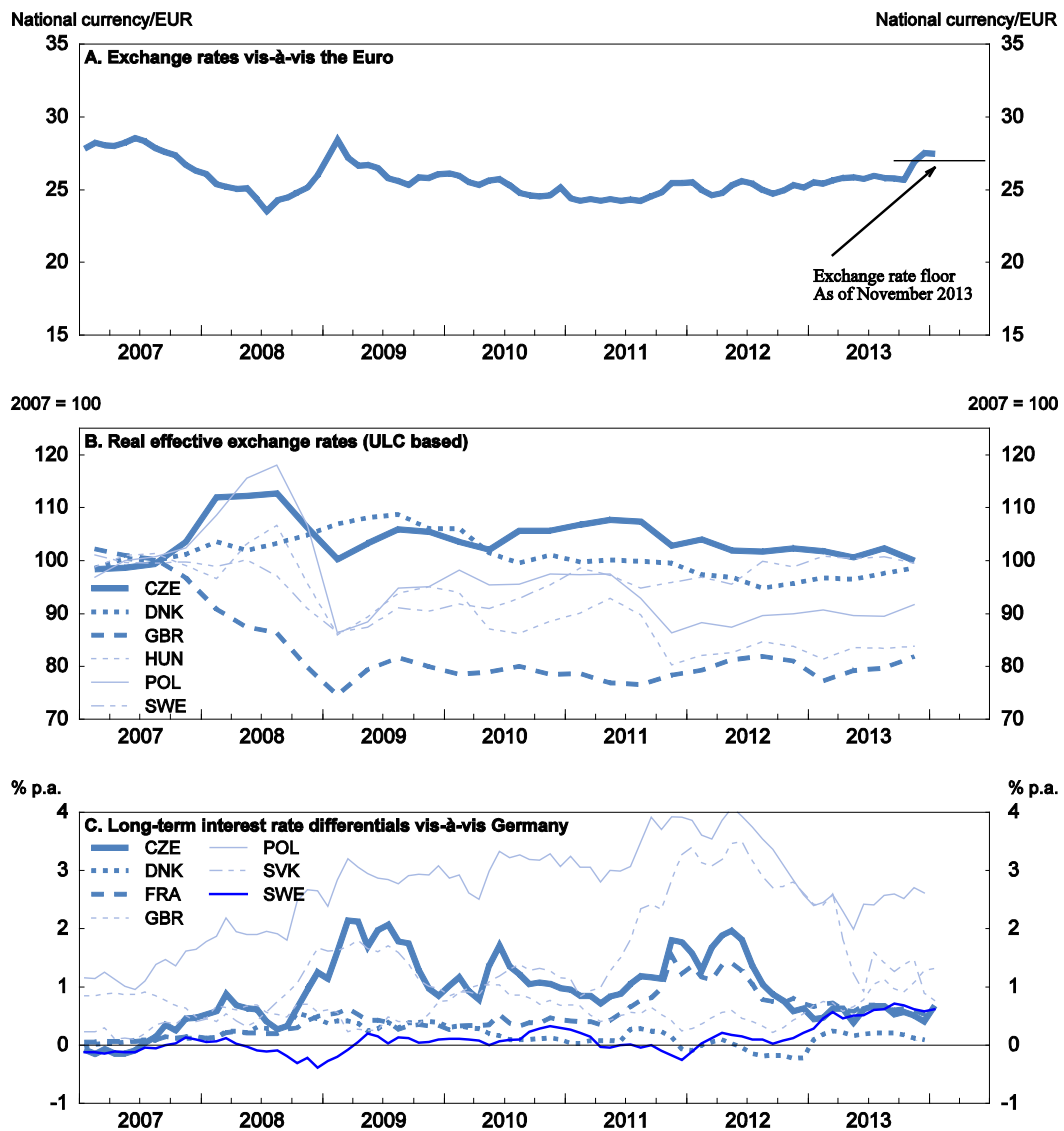 National currency/EUR National currency/EUR
A. Exchange rates vis-à-vis the Euro
35 35
30 30
25 25
20 20
15 15
Exchange rate floor
As of November 2013
2007 2008 2009 2010 2011 2012 2013
2007 = 100 2007 = 100
B. Real effective exchange rates (ULC based)
120 120
110 110
100 100
90 90
80 80
70 70
CZE
DNK
GBR
HUN
POL
SWE
2007 2008 2009 2010 2011 2012 2013
% p.a. % p.a.
C. Long-term interest rate differentials vis-à-vis Germany
4 4
3 3
2 2
1 1
0 0
-1 -1
CZE POL
DNK SVK
FRA SWE
GBR
2007 2008 2009 2010 2011 2012 2013